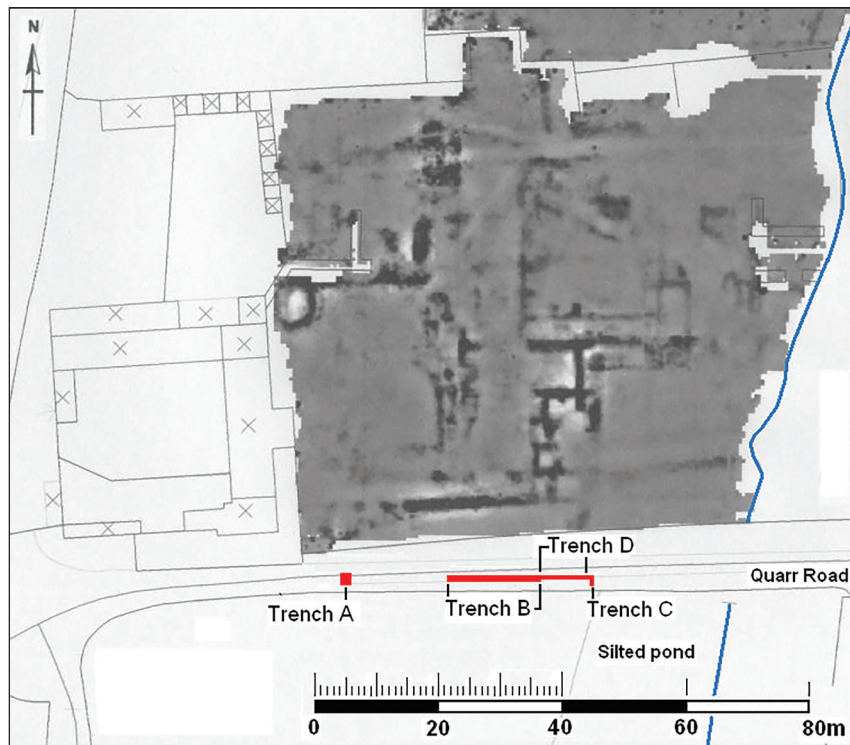 N
Trench D
Quarr Road
Trench A
Trench B
Trench C
Silted pond
0 20 40 60 80m